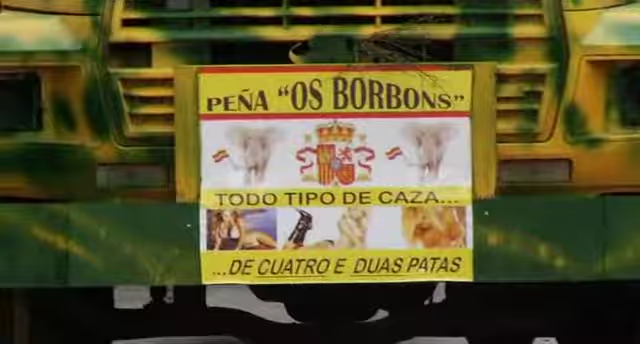 PEÑA "OS BORBONS"
TODO TIPO DE CAZA...
...DE CUATRO E DUAS PATAS